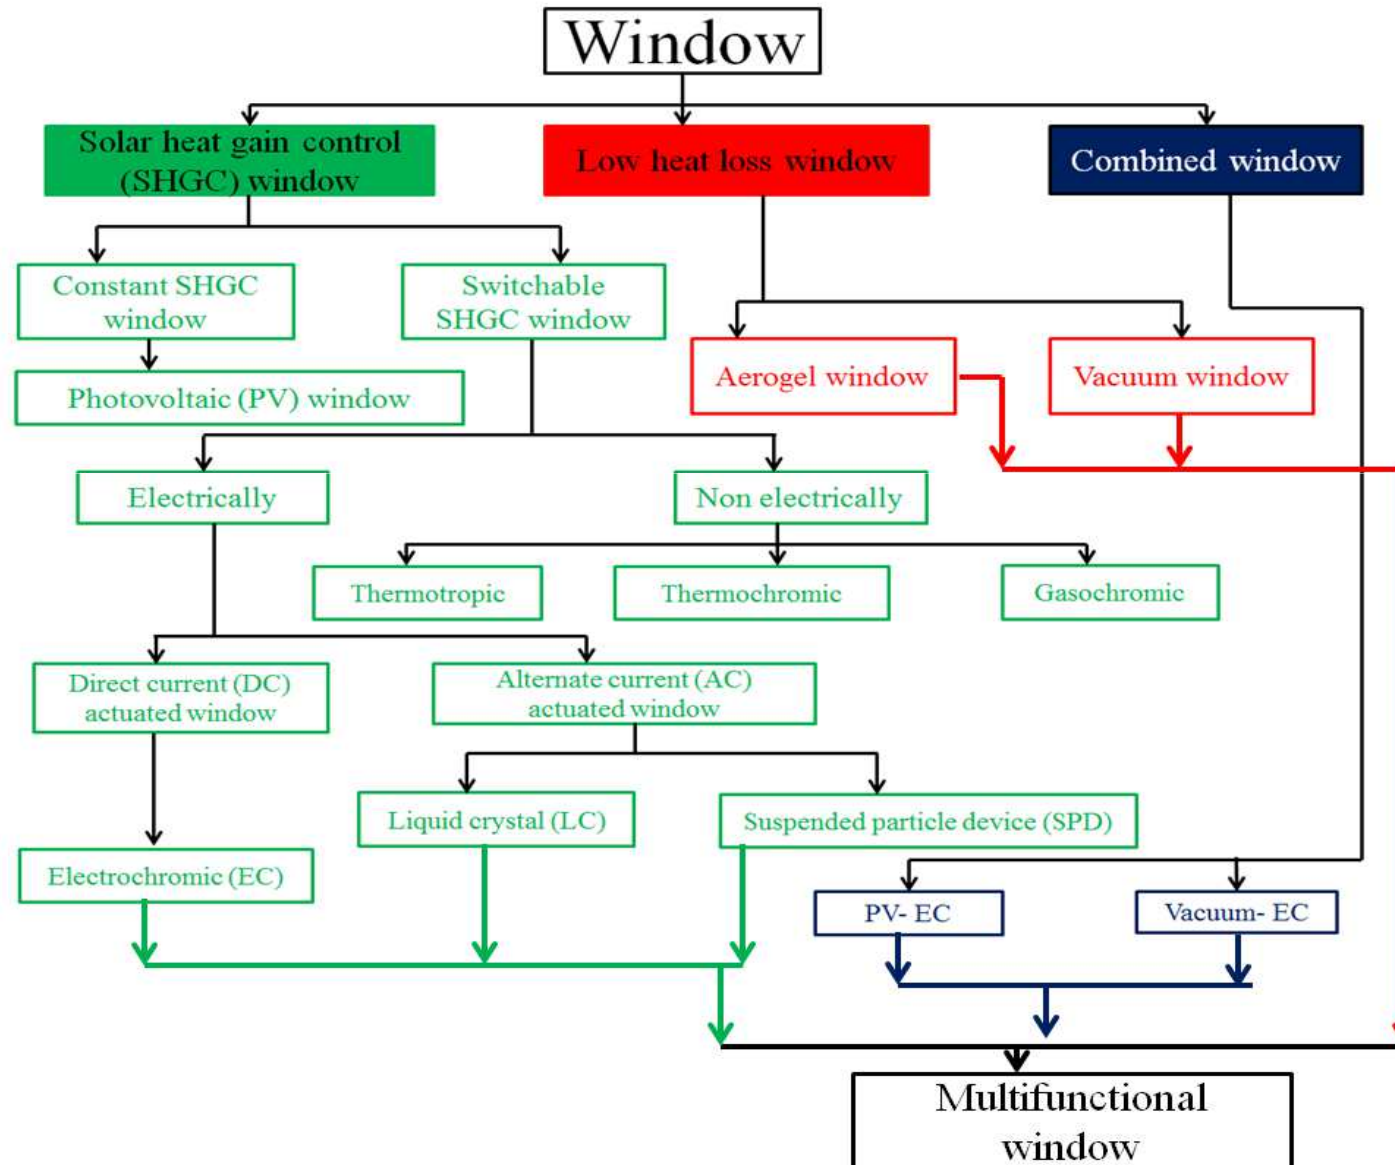 Window
Solar heat gain control
(SHGC) window
Low heat loss window
Combined window
Constant SHGC
window
Switchable
SHGC window
Aerogel window
Vacuum window
Photovoltaic (PV) window
Electrically
Non electrically
Thermotropic
Thermochromic
Gasochromic
Direct current (DC)
actuated window
Alternate current (AC)
actuated window
Liquid crystal (LC)
Suspended particle device (SPD)
Electrochromic (EC)
PV- EC
Vacuum- EC
Multifunctional
window